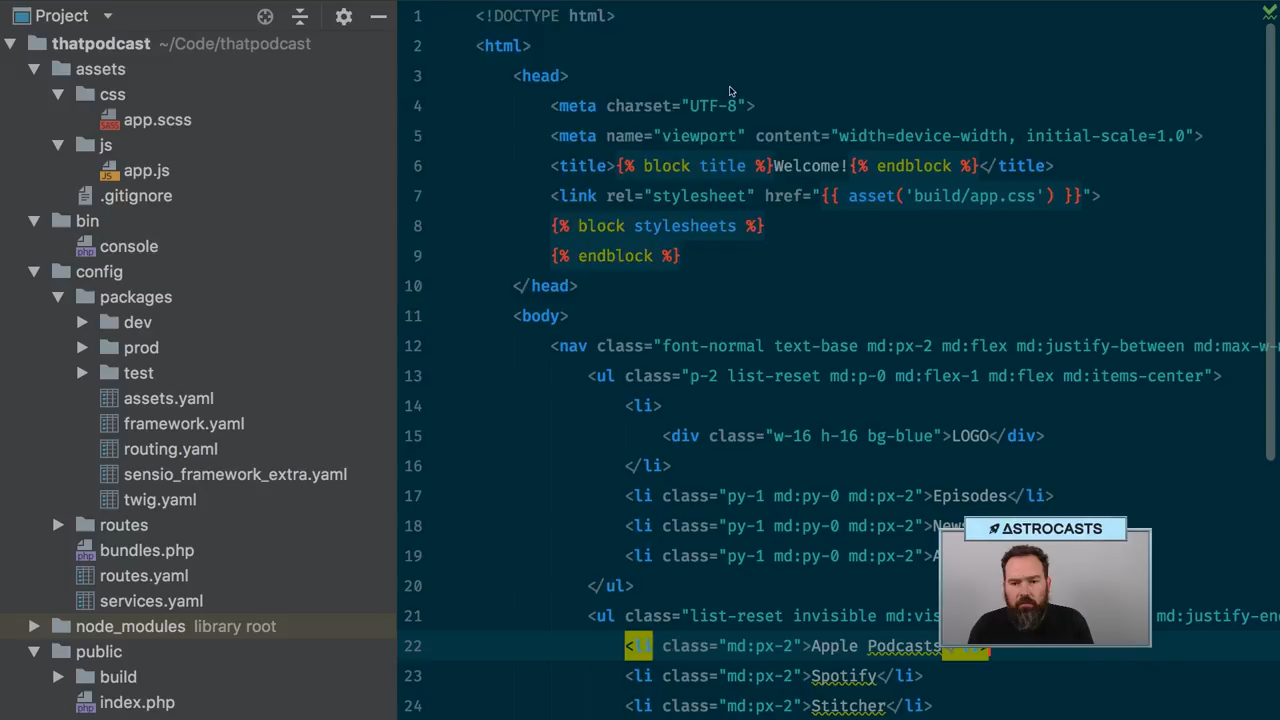 Project
thatpodcast ~/Code/thatpodcast
assets
css
app.scss
js
app.js
.gitignore
bin
console
config
packages
dev
prod
test
assets.yaml
framework.yaml
routing.yaml
sensio_framework_extra.yaml
twig.yaml
routes
bundles.php
routes.yaml
services.yaml
node_modules library root
public
build
index.php
1 <!DOCTYPE html>
2 <html>
3 <head>
4 <meta charset="UTF-8">
5 <meta name="viewport" content="width=device-width, initial-scale=1.0">
6 <title>{% block title %}Welcome!{% endblock %}</title>
7 <link rel="stylesheet" href="{{ asset('build/app.css') }}">
8 {% block stylesheets %}
9 {% endblock %}
10 </head>
11 <body>
12 <nav class="font-normal text-base md:px-2 md:flex md:justify-between md:max-w-
13 <ul class="p-2 list-reset md:p-0 md:flex-1 md:flex md:items-center">
14 <li>
15 <div class="w-16 h-16 bg-blue">LOGO</div>
16 </li>
17 <li class="py-1 md:py-0 md:px-2">Episodes</li>
18 <li class="py-1 md:py-0 md:px-2">
19 <li class="py-1 md:py-0 md:px-2">
20 </ul>
21 <ul class="list-reset invisible md:vis md:justify-en
22 <li class="md:px-2">Apple Podcasts
23 <li class="md:px-2">Spotify</li>
24 <li class="md:px-2">Stitcher</li>
ASTROCASTS